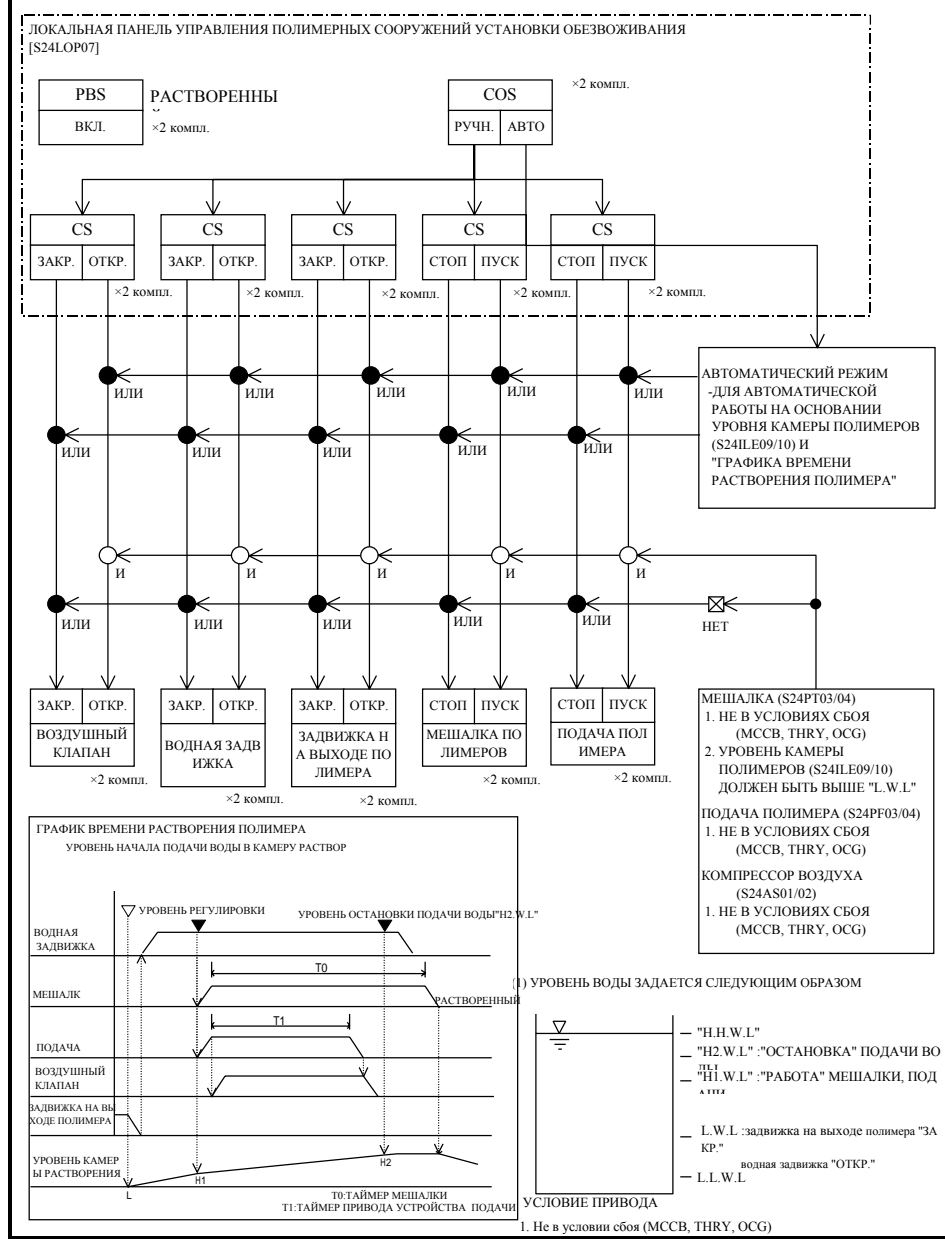 ЛОКАЛЬНАЯ ПАНЕЛЬ УПРАВЛЕНИЯ ПОЛИМЕРНЫХ СООРУЖЕНИЙ УСТАНОВКИ ОБЕЗВОЖИВАНИЯ
[S24LOP07]
PBS
ВКЛ.
РАСТВОРЕННЫ
×2 компл.
COS
РУЧН. АВТО
×2 компл.
CS CS CS CS CS
ЗАКР. ОТКР. ЗАКР. ОТКР. ЗАКР. ОТКР. СТОП ПУСК СТОП ПУСК
×2 компл. ×2 компл. ×2 компл. ×2 компл. ×2 компл.
ИЛИ ИЛИ ИЛИ ИЛИ ИЛИ
ИЛИ ИЛИ ИЛИ ИЛИ ИЛИ
АВТОМАТИЧЕСКИЙ РЕЖИМ
-ДЛЯ АВТОМАТИЧЕСКОЙ
РАБОТЫ НА ОСНОВАНИИ
УРОВНЯ КАМЕРЫ ПОЛИМЕРОВ
(S24ILE09/10) И
"ГРАФИКА ВРЕМЕНИ
РАСТВОРЕНИЯ ПОЛИМЕРА"
И И И И И
ИЛИ ИЛИ ИЛИ ИЛИ ИЛИ НЕТ
ЗАКР. ОТКР. ЗАКР. ОТКР. ЗАКР. ОТКР. СТОП ПУСК СТОП ПУСК
ВОЗДУШНЫЙ
КЛАПАН
×2 компл.
ВОДНАЯ ЗАДВ
ИЖКА
×2 компл.
ЗАДВИЖКА Н
А ВЫХОДЕ ПО
ЛИМЕРА
×2 компл.
МЕШАЛКА ПО
ЛИМЕРОВ
×2 компл.
ПОДАЧА ПОЛ
ИМЕРА
×2 компл.
МЕШАЛКА (S24PT03/04)
1. НЕ В УСЛОВИЯХ СБОЯ
(MCCB, THRY, OCG)
2. УРОВЕНЬ КАМЕРЫ
ПОЛИМЕРОВ (S24ILE09/10)
ДОЛЖЕН БЫТЬ ВЫШЕ "L.W.L"
ПОДАЧА ПОЛИМЕРА (S24PF03/04)
1. НЕ В УСЛОВИЯХ СБОЯ
(MCCB, THRY, OCG)
КОМПРЕССОР ВОЗДУХА
(S24AS01/02)
1. НЕ В УСЛОВИЯХ СБОЯ
(MCCB, THRY, OCG)
ГРАФИК ВРЕМЕНИ РАСТВОРЕНИЯ ПОЛИМЕРА
УРОВЕНЬ НАЧАЛА ПОДАЧИ ВОДЫ В КАМЕРУ РАСТВОР
УРОВЕНЬ РЕГУЛИРОВКИ
УРОВЕНЬ ОСТАНОВКИ ПОДАЧИ ВОДЫ"H2.W.L"
ВОДНАЯ
ЗАДВИЖКА
T0
МЕШАЛК
РАСТВОРЕННЫЙ
T1
ПОДАЧА
ВОЗДУШНЫЙ
КЛАПАН
ЗАДВИЖКА НА ВЫ
ХОДЕ ПОЛИМЕРА
УРОВЕНЬ КАМЕР
Ы РАСТВОРЕНИЯ
L H1 H2
T0:ТАЙМЕР МЕШАЛКИ
T1:ТАЙМЕР ПРИВОДА УСТРОЙСТВА ПОДАЧИ
(1) УРОВЕНЬ ВОДЫ ЗАДАЕТСЯ СЛЕДУЮЩИМ ОБРАЗОМ
"H.H.W.L"
"H2.W.L" :"ОСТАНОВКА" ПОДАЧИ ВО
"H1.W.L" :"РАБОТА" МЕШАЛКИ, ПОД
L.W.L :задвижка на выходе полимера "ЗА
КР."
водная задвижка "ОТКР."
L.L.W.L
УСЛОВИЕ ПРИВОДА
1. Не в условии сбоя (MCCB, THRY, OCG)